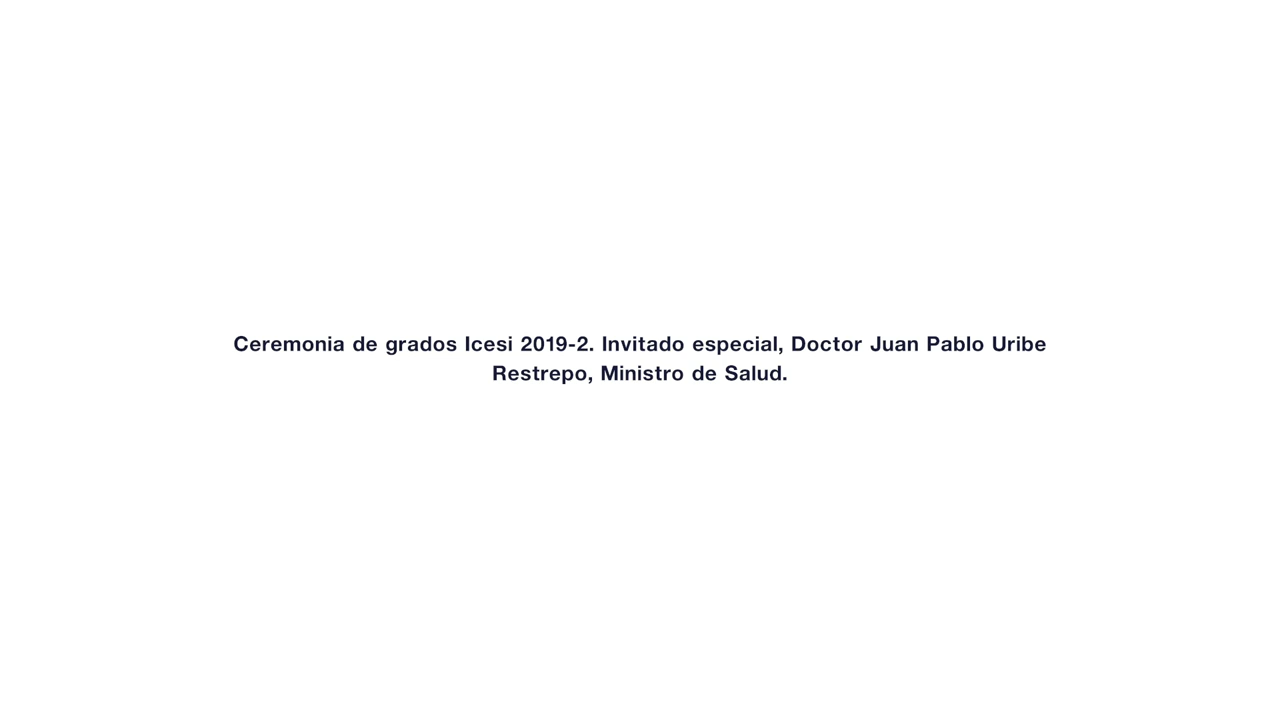 Ceremonia de grados Icesi 2019-2. Invitado especial, Doctor Juan Pablo Uribe
Restrepo, Ministro de Salud.